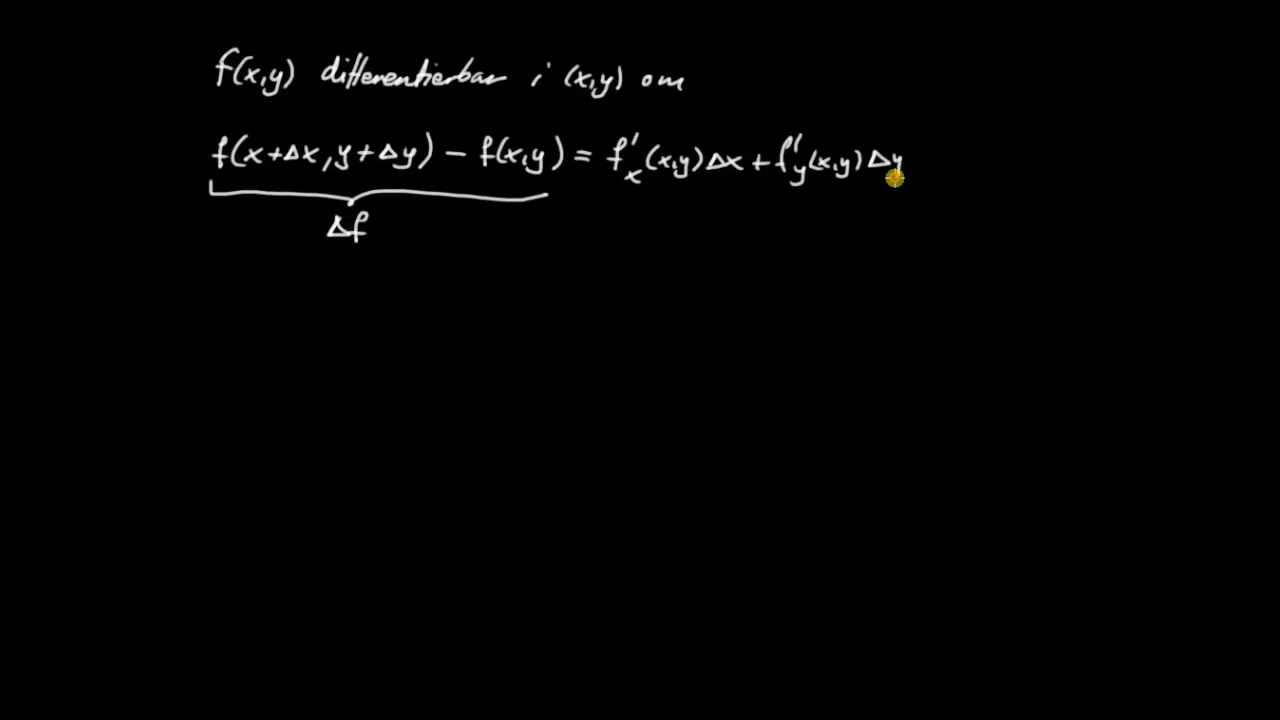 f(x,y) differentierbar i (x,y) om
f(x+Δx, y+Δy) − f(x,y) = f'x(x,y)Δx + f'y(x,y)Δy
Δf